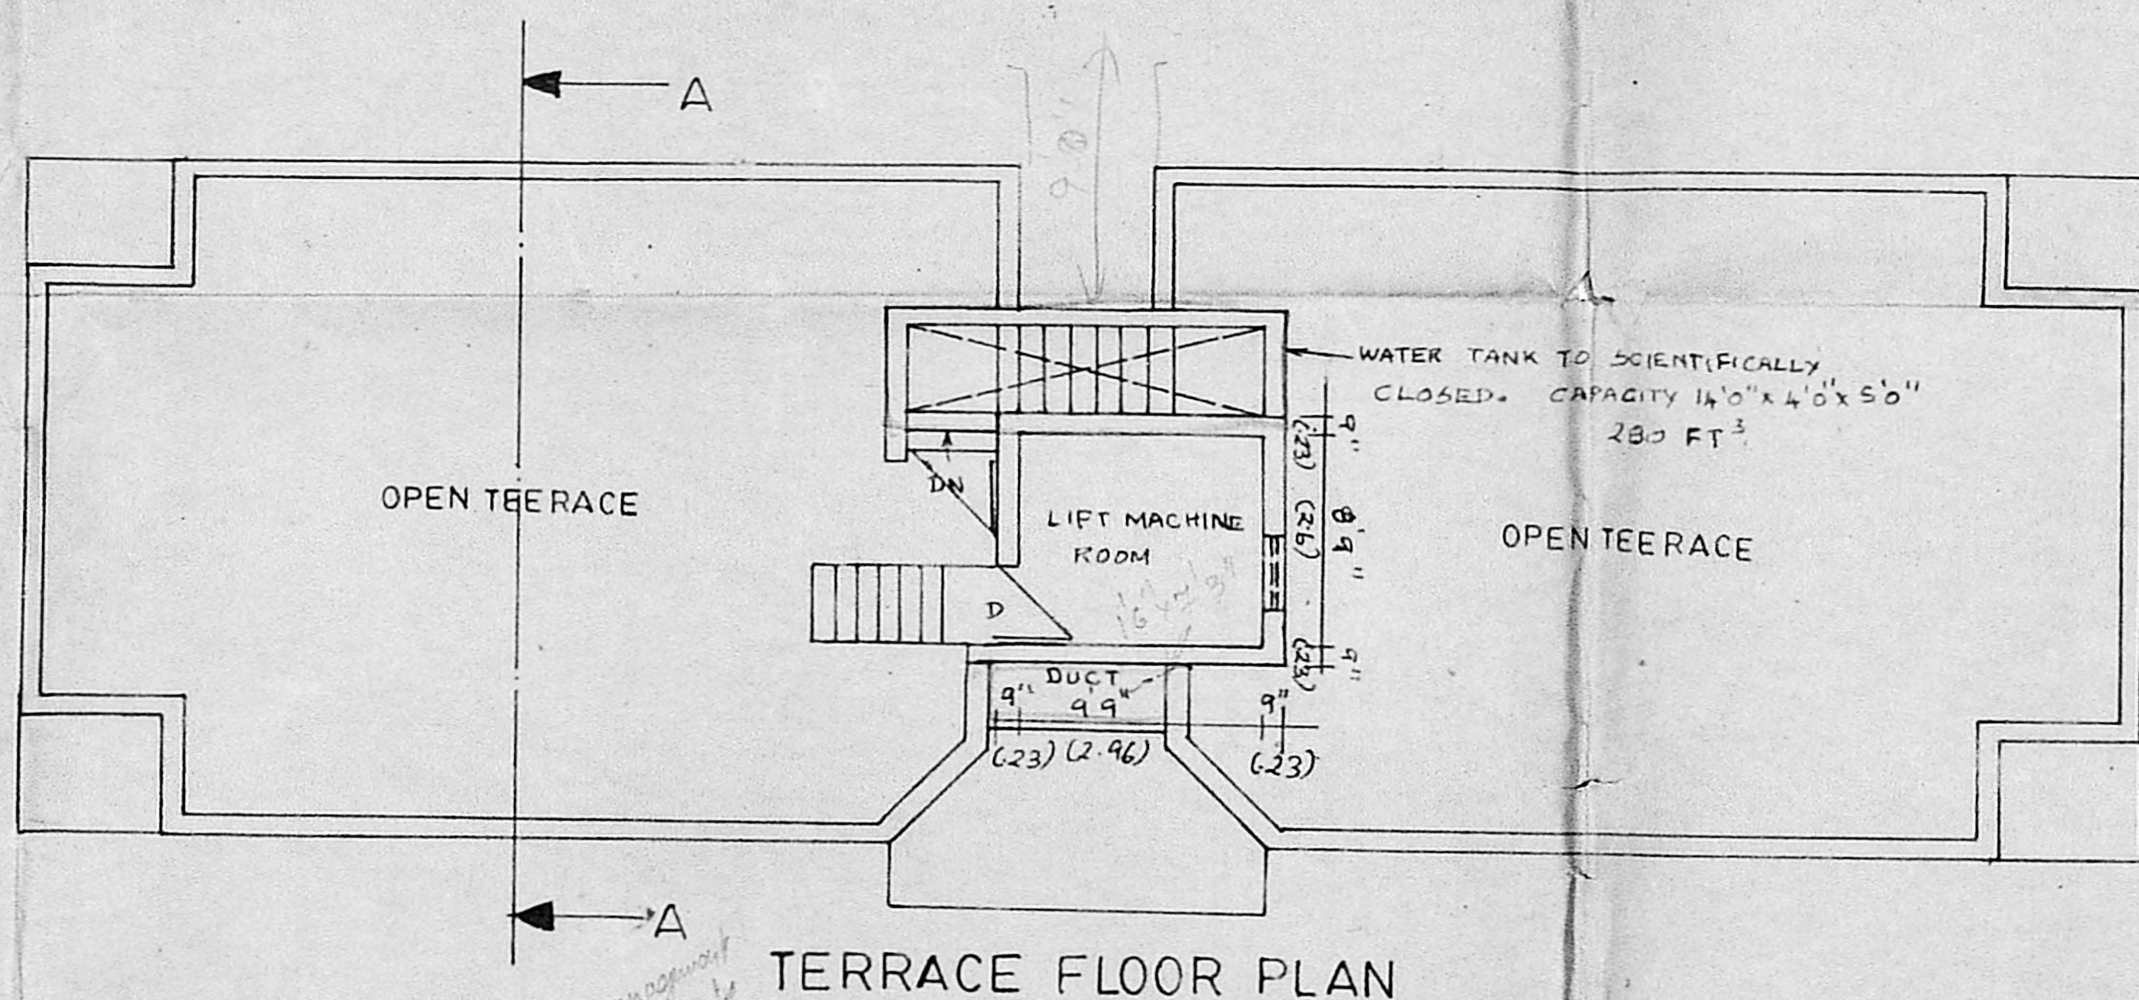 A
9'0"
WATER TANK TO SCIENTIFICALLY
CLOSED. CAPACITY 14'0" x 4'0" x 5'0"
280 FT³
9"
(.23)
OPEN TEERACE
DN
LIFT MACHINE
ROOM
8'9"
(2.6)
OPEN TEERACE
D
9"
(.23)
DUCT
9" 9'9" 9"
(.23) (2.96) (.23)
A
TERRACE FLOOR PLAN